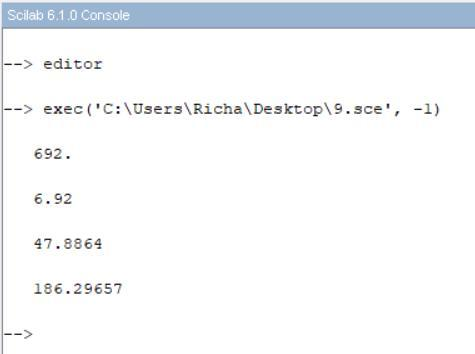 Scilab 6.1.0 Console
--> editor
--> exec('C:\Users\Richa\Desktop\9.sce', -1)
692.
6.92
47.8864
186.29657
-->